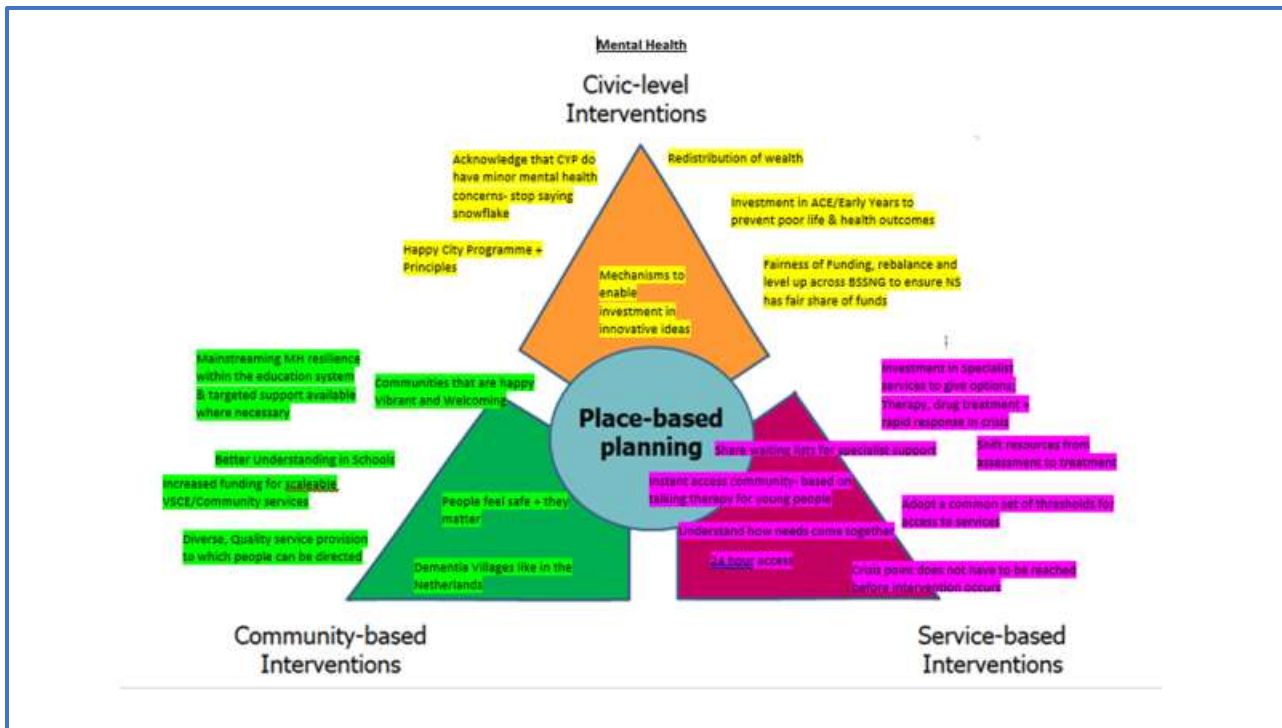 Mental Health
Civic-level
Interventions
Acknowledge that CYP do
have minor mental health
concerns- stop saying
snowflake
Redistribution of wealth
Investment in ACE/Early Years to
prevent poor life & health outcomes
Happy City Programme +
Principles
Mechanisms to
enable
investment in
innovative ideas
Fairness of Funding, rebalance and
level up across BSSNG to ensure NS
has fair share of funds
Mainstreaming MH resilience
within the education system
& targeted support available
where necessary
Communities that are happy
Vibrant and Welcoming
Better Understanding in Schools
Increased funding for scaleable
VSCE/Community services
Diverse, Quality service provision
to which people can be directed
People feel safe + they
matter
Dementia Villages like in the
Netherlands
Place-based
planning
Investment in Specialist
services to give options;
Therapy, drug treatment +
rapid response in crisis
Share waiting lists for specialist support
Shift resources from
assessment to treatment
Instant access community- based on
talking therapy for young people
Adopt a common set of thresholds for
access to services
Understand how needs come together
24 hour access
Crisis point does not have to be reached
before intervention occurs
Community-based
Interventions
Service-based
Interventions